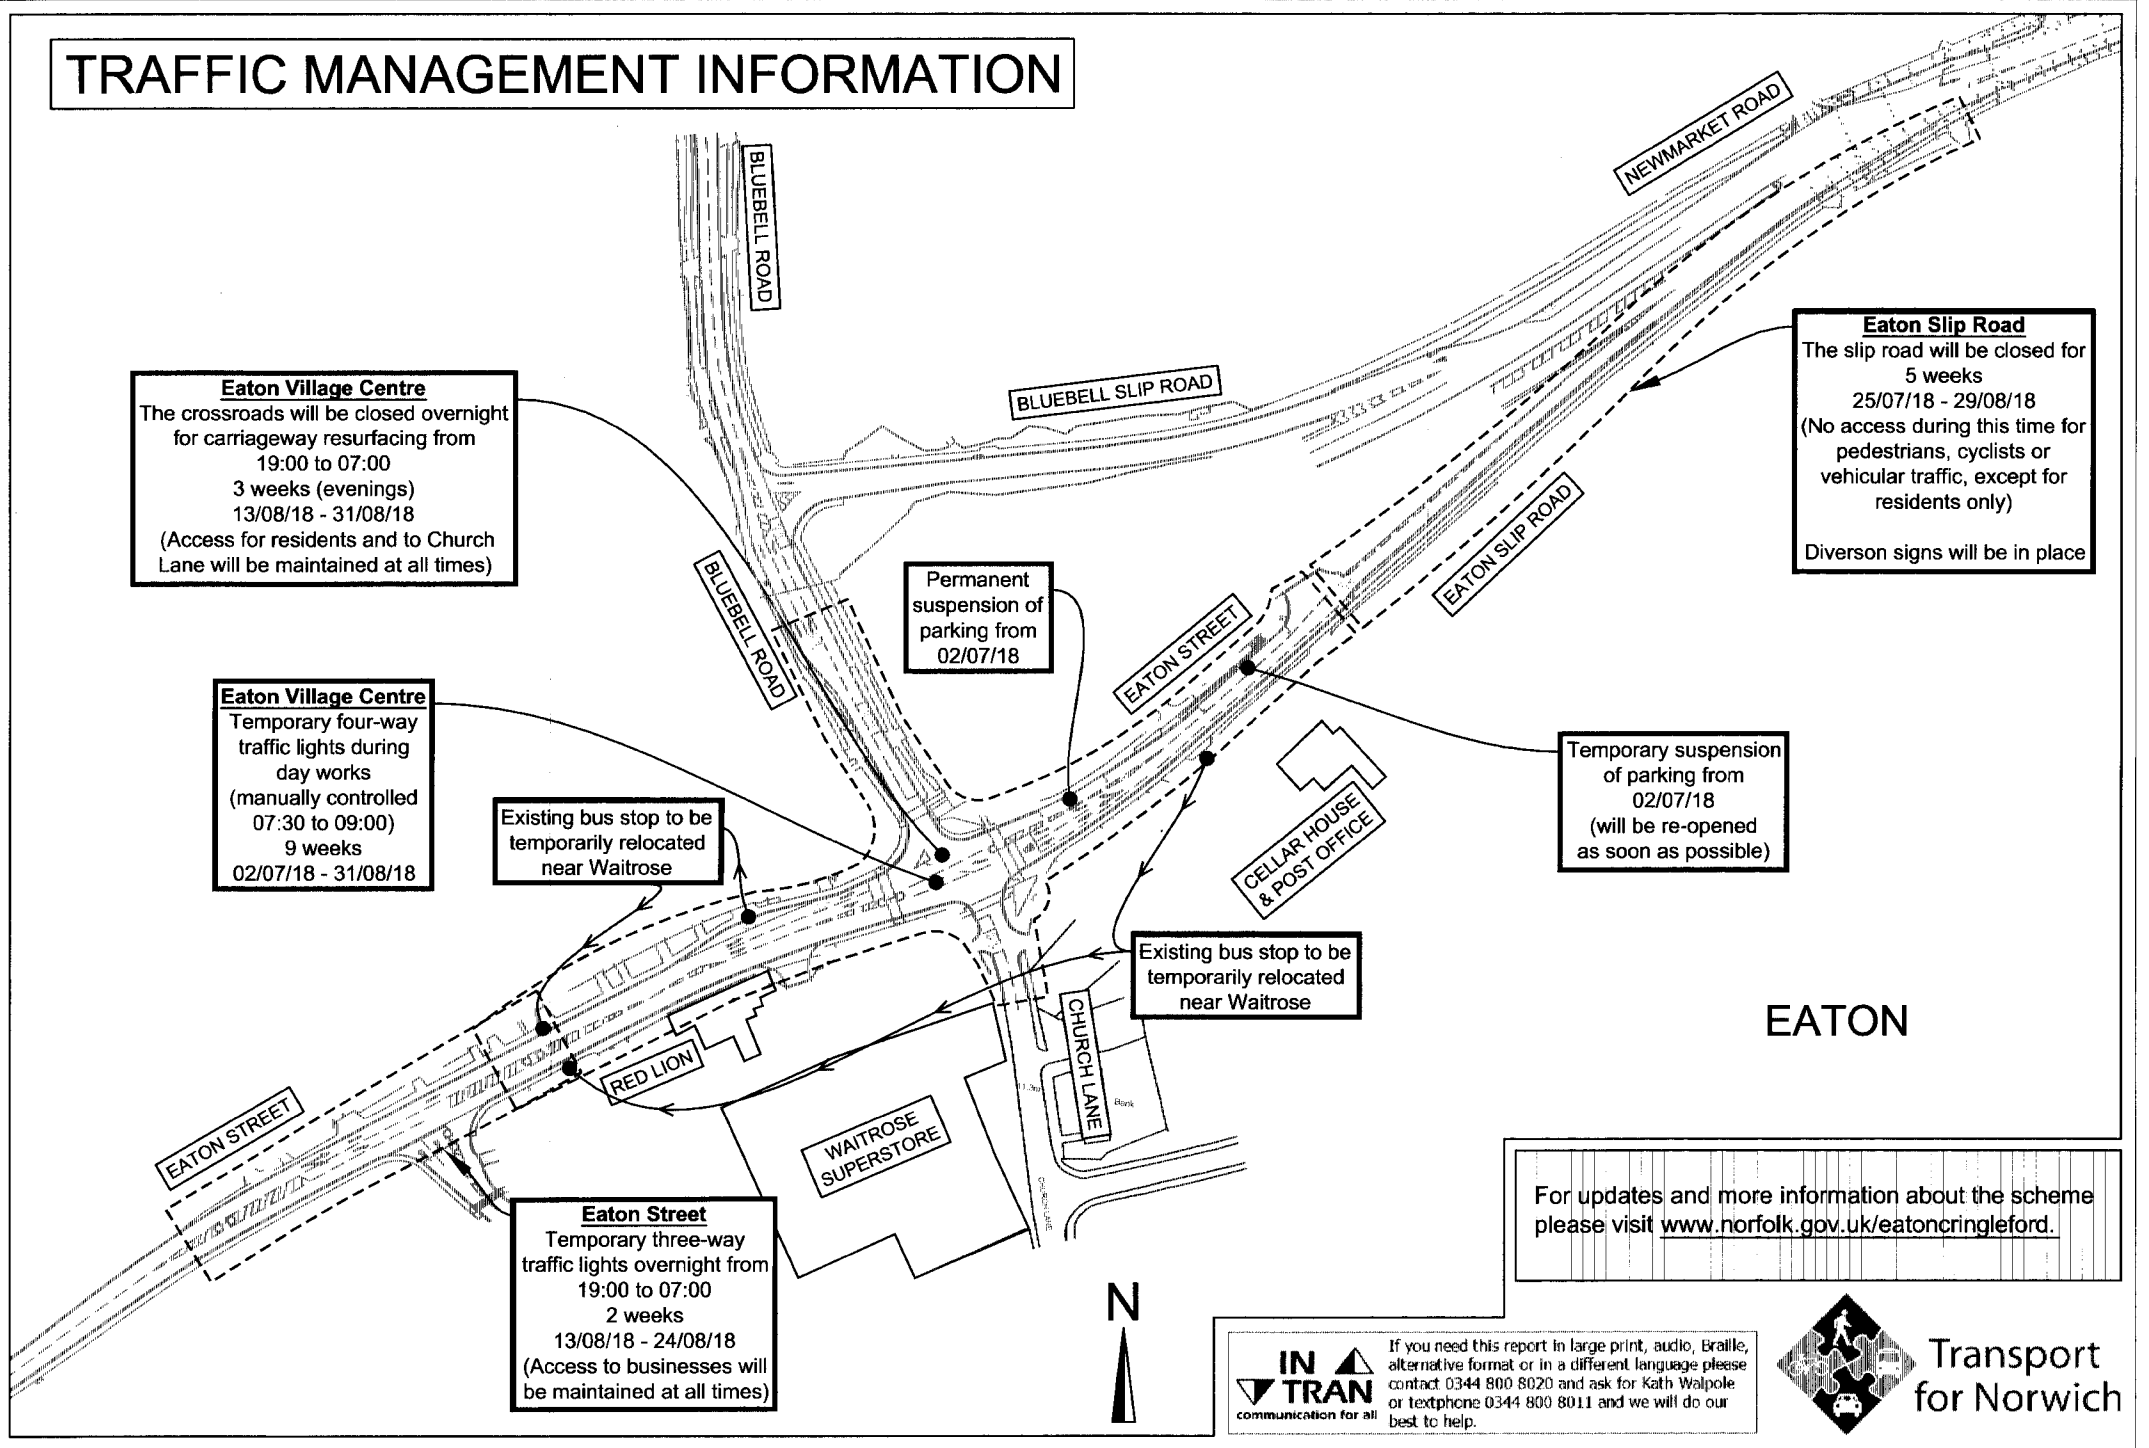 TRAFFIC MANAGEMENT INFORMATION
BLUEBELL ROAD
NEWMARKET ROAD
BLUEBELL SLIP ROAD
Eaton Slip Road
The slip road will be closed for
5 weeks
25/07/18 - 29/08/18
(No access during this time for
pedestrians, cyclists or
vehicular traffic, except for
residents only)
Diverson signs will be in place
Eaton Village Centre
The crossroads will be closed overnight
for carriageway resurfacing from
19:00 to 07:00
3 weeks (evenings)
13/08/18 - 31/08/18
(Access for residents and to Church
Lane will be maintained at all times)
EATON SLIP ROAD
BLUEBELL ROAD
Permanent
suspension of
parking from
02/07/18
EATON STREET
Eaton Village Centre
Temporary four-way
traffic lights during
day works
(manually controlled
07:30 to 09:00)
9 weeks
02/07/18 - 31/08/18
Existing bus stop to be
temporarily relocated
near Waitrose
Temporary suspension
of parking from
02/07/18
(will be re-opened
as soon as possible)
CELLAR HOUSE
& POST OFFICE
Existing bus stop to be
temporarily relocated
near Waitrose
EATON
CHURCH LANE
RED LION
11.3m
Bank
EATON STREET
WAITROSE
SUPERSTORE
CHURCH LANE
Eaton Street
Temporary three-way
traffic lights overnight from
19:00 to 07:00
2 weeks
13/08/18 - 24/08/18
(Access to businesses will
be maintained at all times)
N
For updates and more information about the scheme
please visit www.norfolk.gov.uk/eatoncringleford.
IN
TRAN
communication for all
If you need this report in large print, audio, Braille,
alternative format or in a different language please
contact 0344 800 8020 and ask for Kath Walpole
or textphone 0344 800 8011 and we will do our
best to help.
Transport
for Norwich